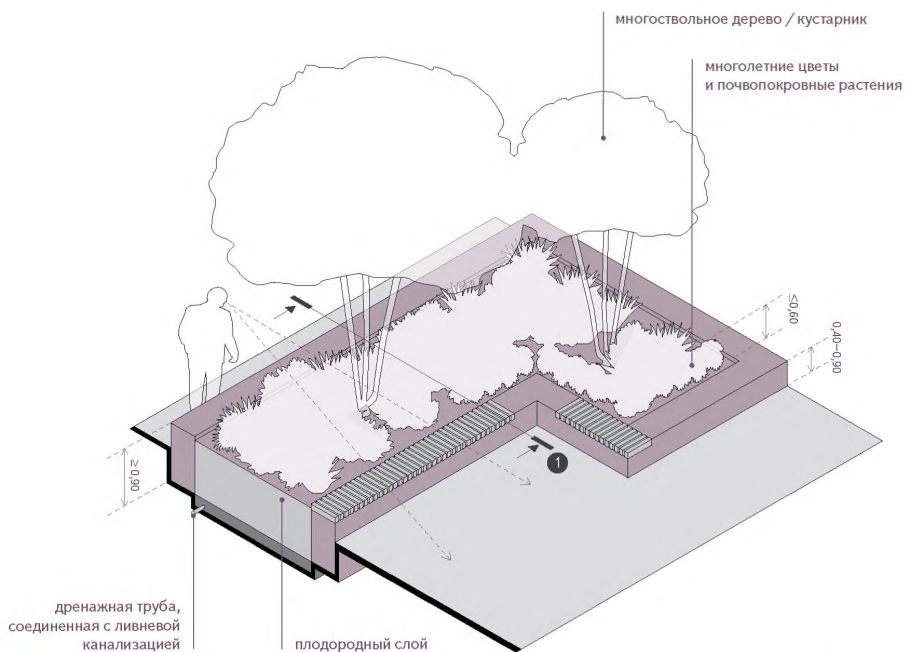 многоствольное дерево / кустарник
многолетние цветы
и почвопокровные растения
≤0,60
0,40–0,90
≥0,90
1
дренажная труба,
соединенная с ливневой
канализацией
плодородный слой